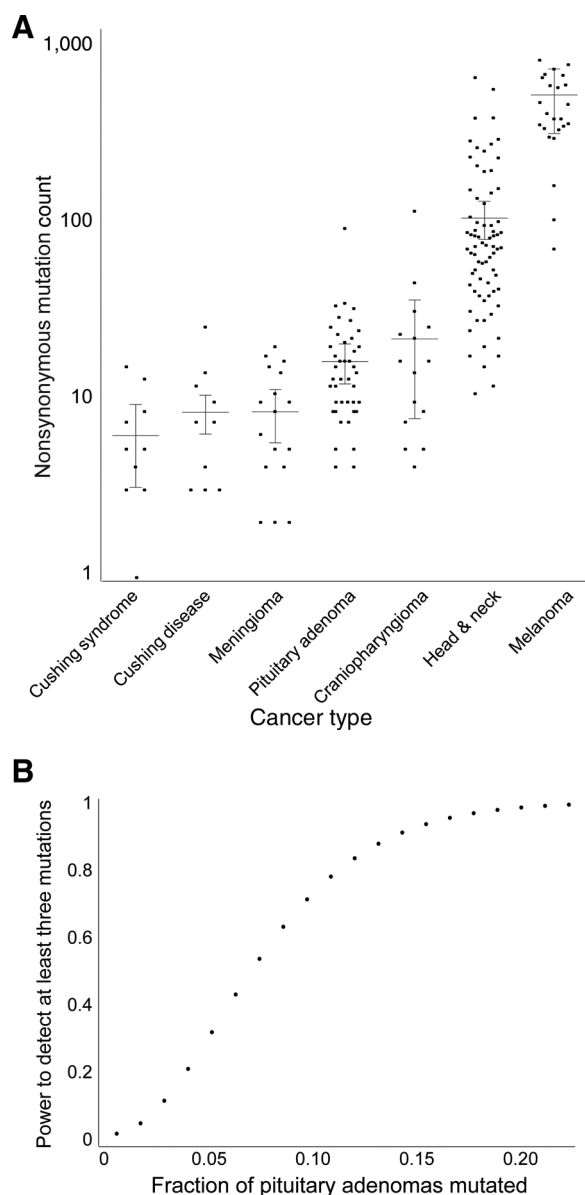 A
1,000
100
10
1
Nonsynonymous mutation count
Cushing syndrome
Cushing disease
Meningioma
Pituitary adenoma
Craniopharyngioma
Head & neck
Melanoma
Cancer type
B
1
0.8
0.6
0.4
0.2
0
Power to detect at least three mutations
0
0.05
0.10
0.15
0.20
Fraction of pituitary adenomas mutated